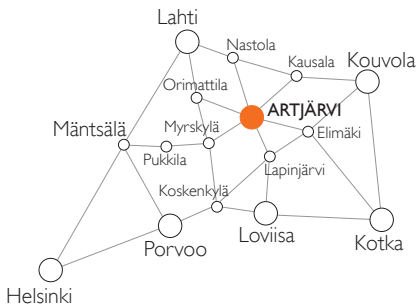 Lahti
Nastola
Kausala
Kouvola
Orimattila
ARTJÄRVI
Mäntsälä
Myrskylä
Elimäki
Pukkila
Lapinjärvi
Koskenkylä
Porvoo
Loviisa
Kotka
Helsinki